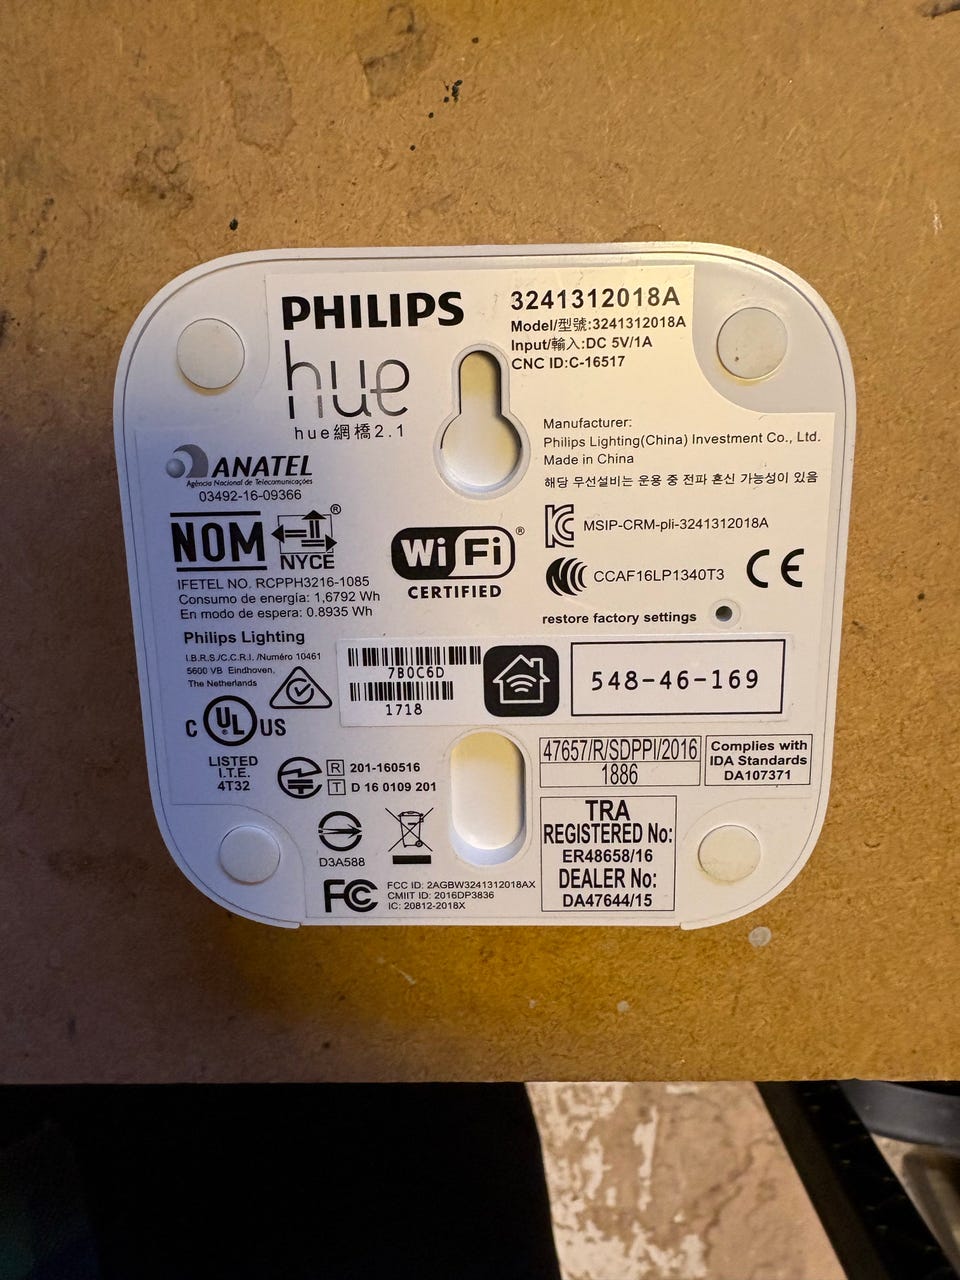 PHILIPS
hue
hue網橋2.1
3241312018A
Model/型號:3241312018A
Input/輸入:DC 5V/1A
CNC ID:C-16517
Manufacturer:
Philips Lighting(China) Investment Co., Ltd.
Made in China
해당 무선설비는 운용 중 전파 혼신 가능성이 있음
ANATEL
Agência Nacional de Telecomunicações
03492-16-09366
NOM
NYCE®
IFETEL NO. RCPPH3216-1085
Consumo de energía: 1,6792 Wh
En modo de espera: 0.8935 Wh
WiFi®
CERTIFIED
MSIP-CRM-pli-3241312018A
CCAF16LP1340T3
CE
restore factory settings
Philips Lighting
I.B.R.S./C.C.R.I. /Numéro 10461
5600 VB Eindhoven,
The Netherlands
7B0C6D
1718
548-46-169
C UL US
®
LISTED
I.T.E.
4T32
R 201-160516
T D 16 0109 201
47657/R/SDPPI/2016
1886
Complies with
IDA Standards
DA107371
D3A588
TRA
REGISTERED No:
ER48658/16
DEALER No:
DA47644/15
FC
FCC ID: 2AGBW3241312018AX
CMIIT ID: 2016DP3836
IC: 20812-2018X